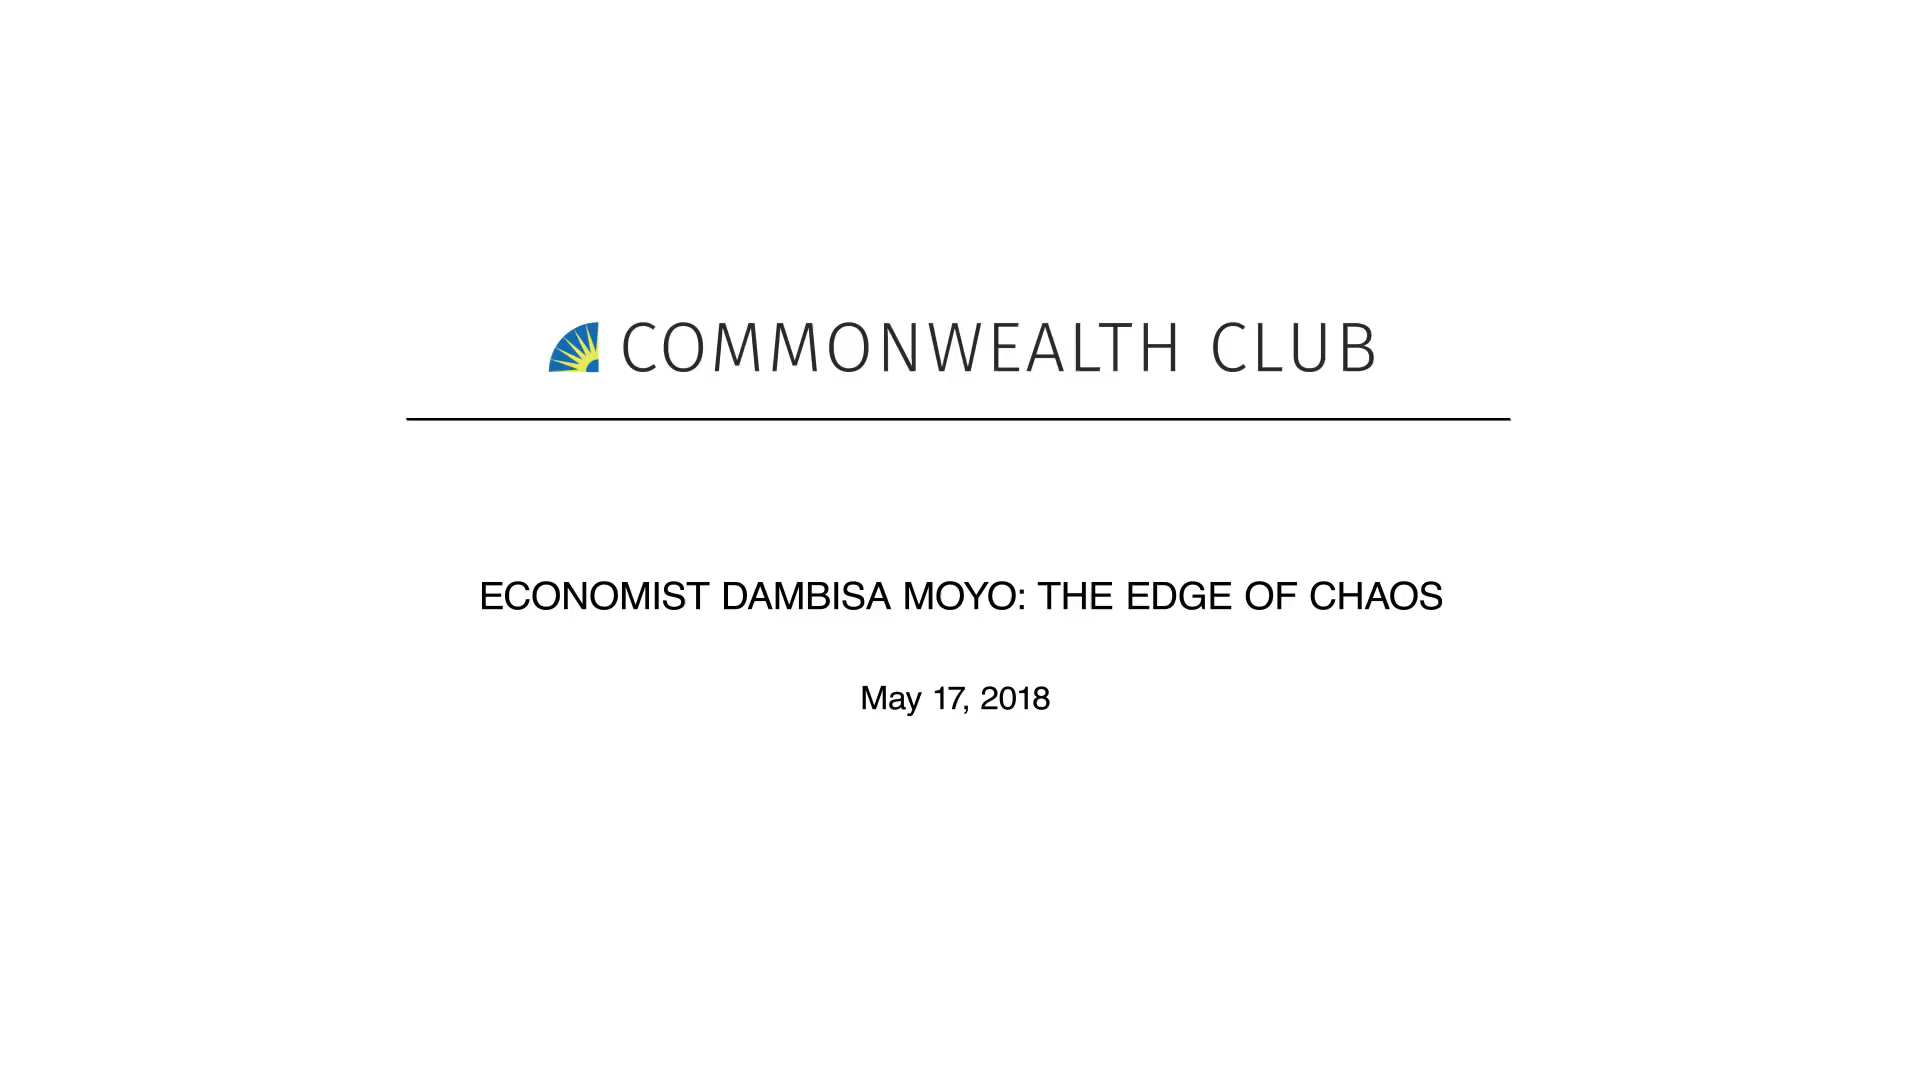 COMMONWEALTH CLUB
ECONOMIST DAMBISA MOYO: THE EDGE OF CHAOS
May 17, 2018